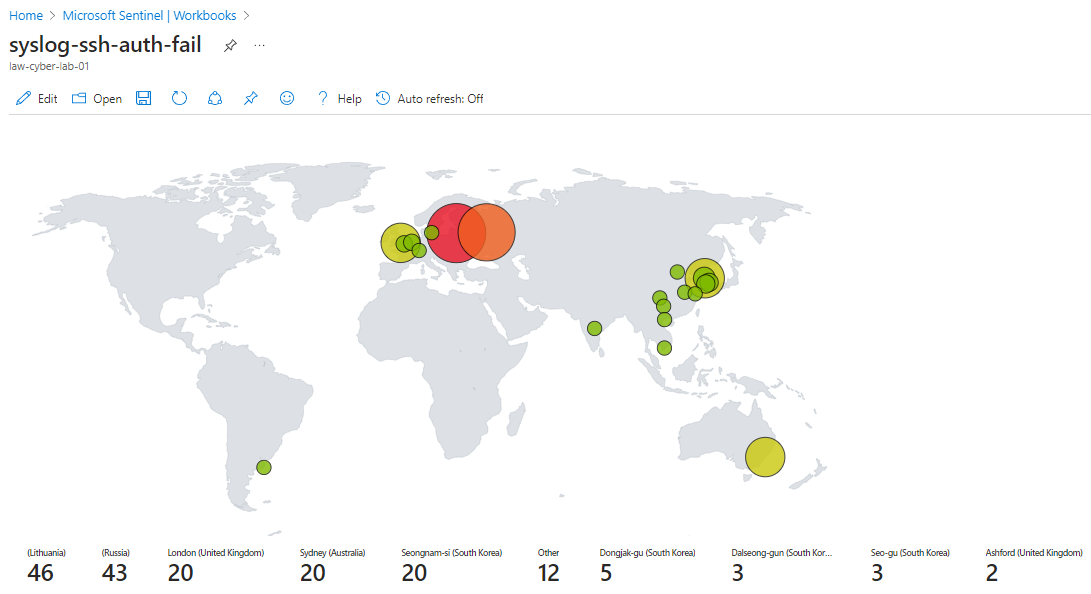 Home > Microsoft Sentinel | Workbooks >
syslog-ssh-auth-fail ...
law-cyber-lab-01
Edit Open ? Help Auto refresh: Off
(Lithuania) (Russia) London (United Kingdom) Sydney (Australia) Seongnam-si (South Korea) Other Dongjak-gu (South Korea) Dalseong-gun (South Kor... Seo-gu (South Korea) Ashford (United Kingdom)
46 43 20 20 20 12 5 3 3 2